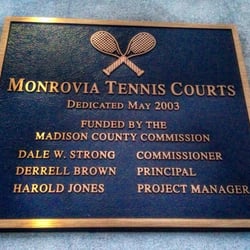 MONROVIA TENNIS COURTS
DEDICATED MAY 2003
FUNDED BY THE
MADISON COUNTY COMMISSION
DALE W. STRONG COMMISSIONER
DERRELL BROWN PRINCIPAL
HAROLD JONES PROJECT MANAGER